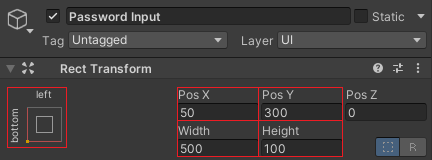 Password Input
Static
Tag Untagged Layer UI
Rect Transform
left
bottom
Pos X Pos Y Pos Z
50 300 0
Width Height
500 100
R